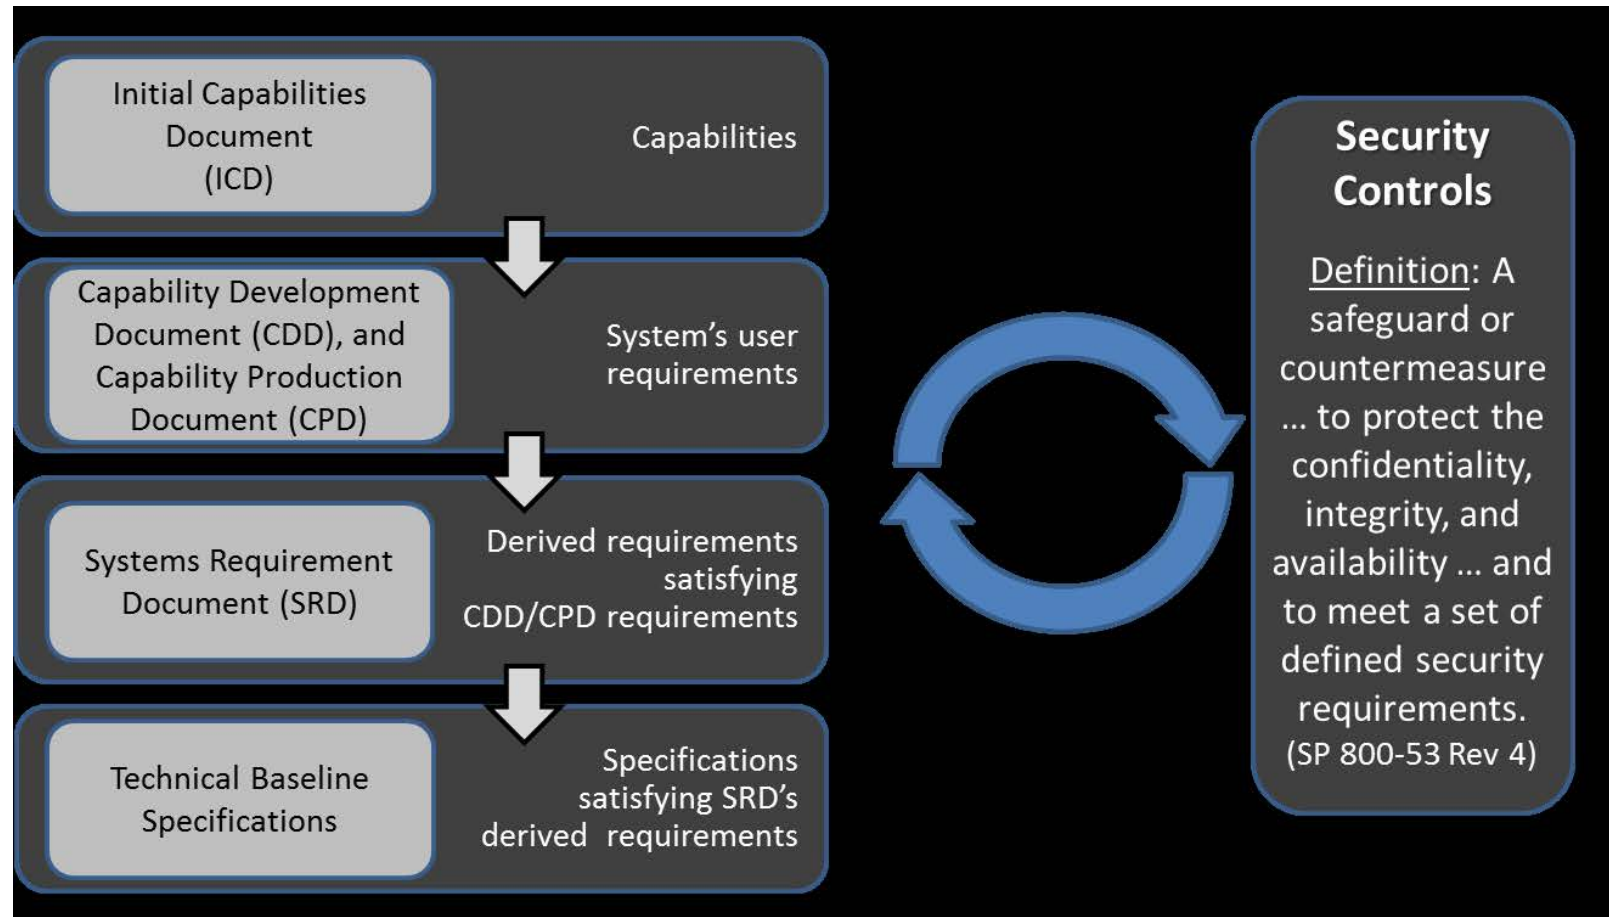 Initial Capabilities
Document
(ICD)
Capabilities
Capability Development
Document (CDD), and
Capability Production
Document (CPD)
System's user
requirements
Systems Requirement
Document (SRD)
Derived requirements
satisfying
CDD/CPD requirements
Technical Baseline
Specifications
Specifications
satisfying SRD's
derived requirements
Security
Controls
Definition: A
safeguard or
countermeasure
... to protect the
confidentiality,
integrity, and
availability ... and
to meet a set of
defined security
requirements.
(SP 800-53 Rev 4)